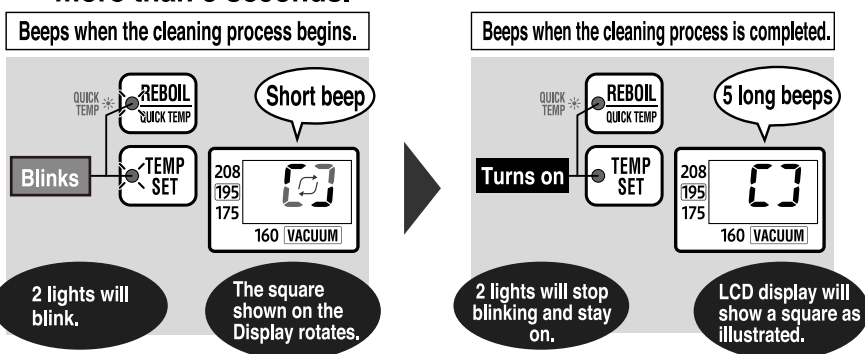 more than 3 seconds.
Beeps when the cleaning process begins.
QUICK
TEMP
REBOIL
QUICK TEMP
Short beep
Blinks
TEMP
SET
208
195
175
160 VACUUM
2 lights will
blink.
The square
shown on the
Display rotates.
Beeps when the cleaning process is completed.
QUICK
TEMP
REBOIL
QUICK TEMP
5 long beeps
Turns on
TEMP
SET
208
195
175
160 VACUUM
2 lights will stop
blinking and stay
on.
LCD display will
show a square as
illustrated.